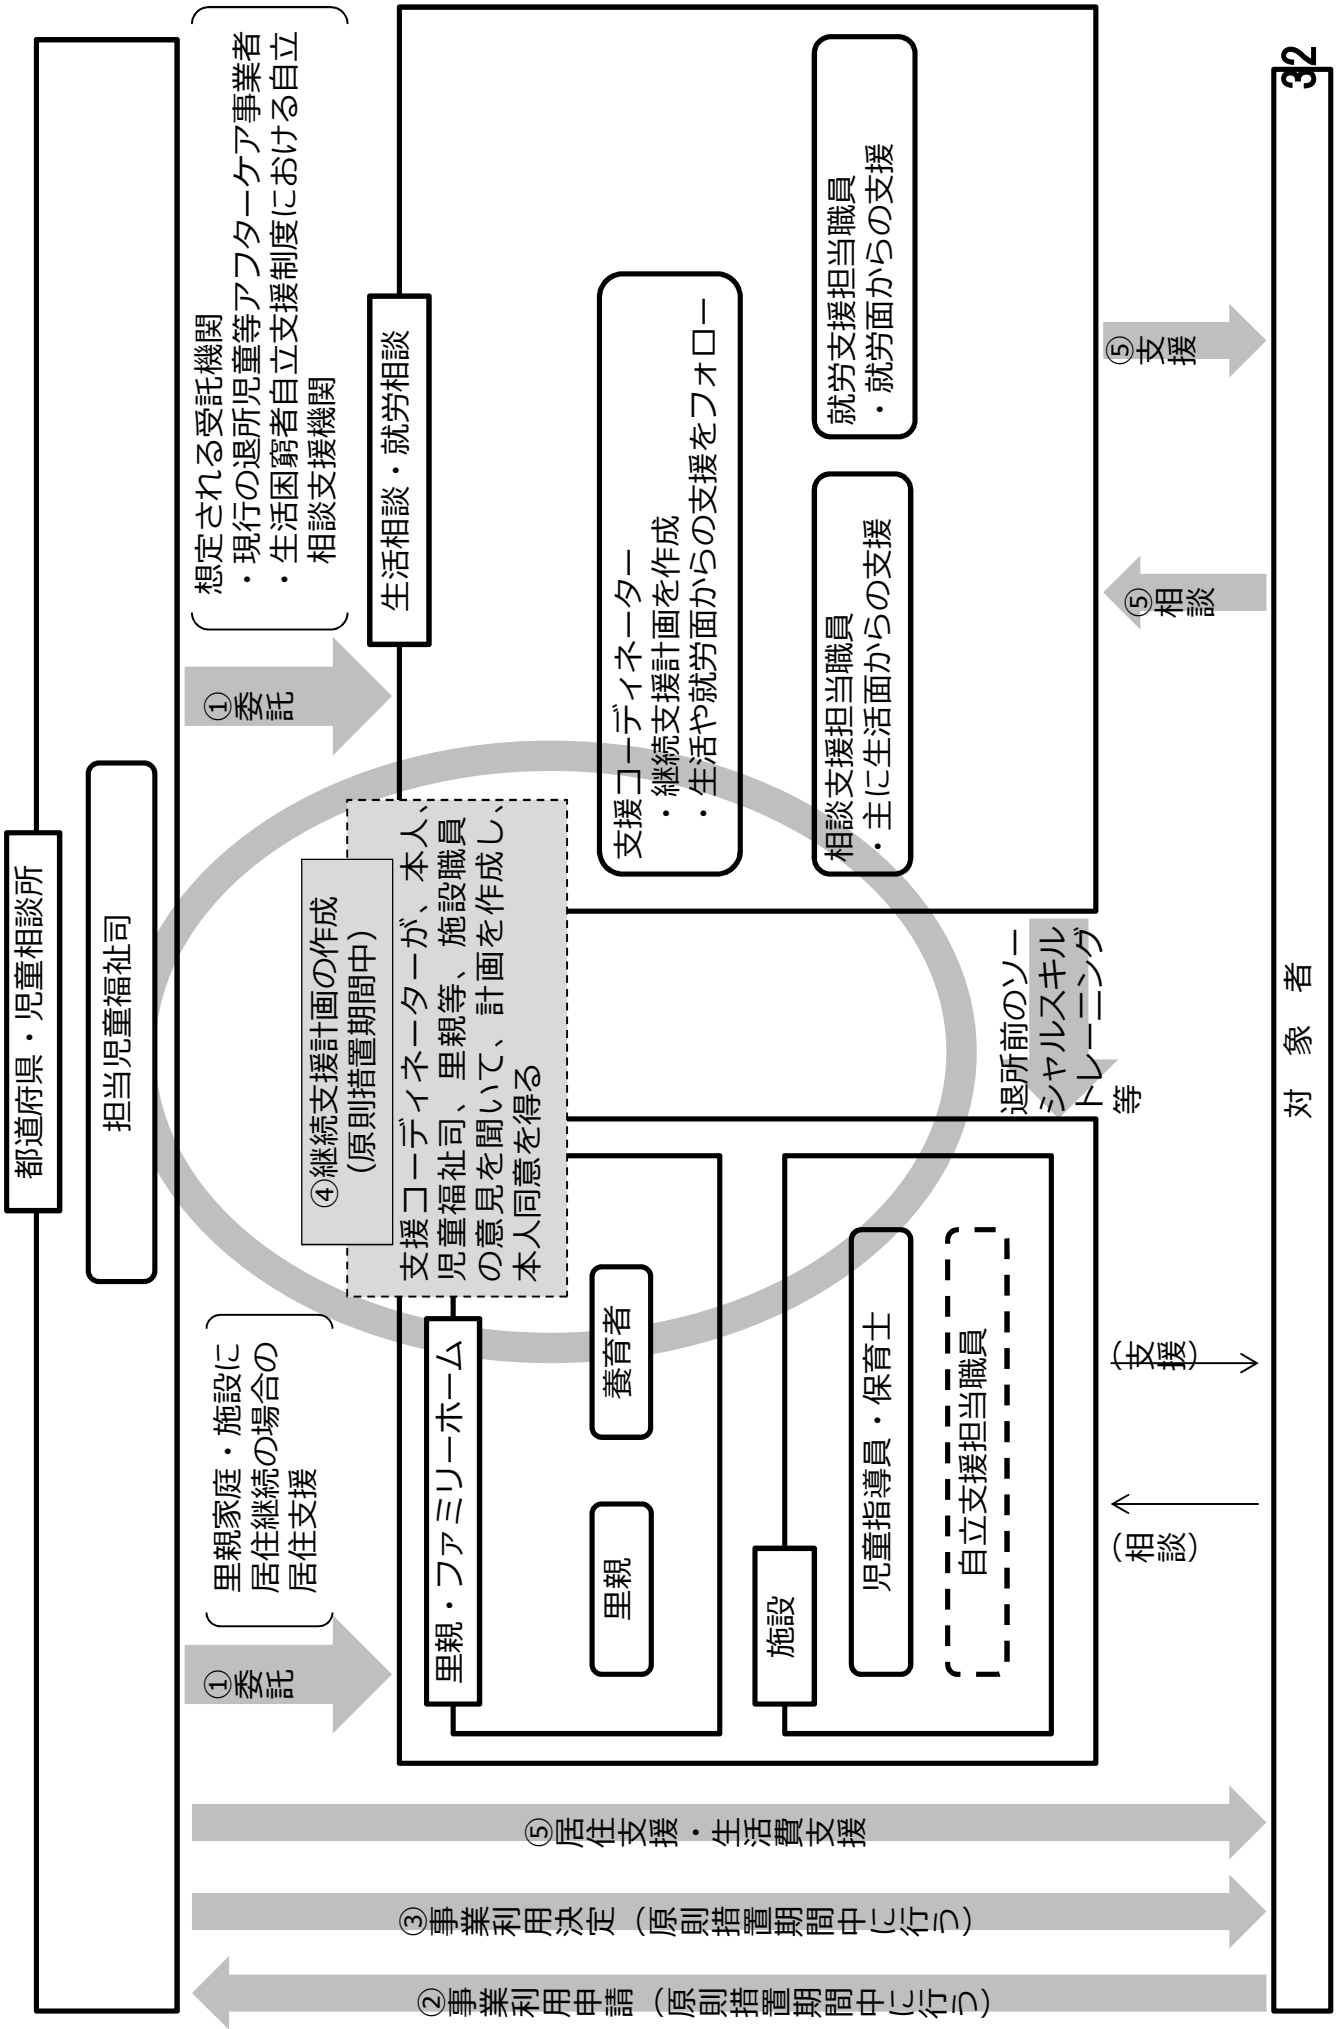 都道府県・児童相談所
担当児童福祉司
②事業利用申請（原則措置期間中に行う）
③事業利用決定（原則措置期間中に行う）
⑤居住支援・生活費支援
①委託
里親家庭・施設に
居住継続の場合の
居住支援
①委託
想定される受託機関
・現行の退所児童等アフターケア事業者
・生活困窮者自立支援制度における自立
相談支援機関
④継続支援計画の作成
（原則措置期間中）
支援コーディネーターが、本人、
児童福祉司、里親等、施設職員
の意見を聞いて、計画を作成し、
本人同意を得る
里親・ファミリーホーム
里親
養育者
施設
児童指導員・保育士
自立支援担当職員
生活相談・就労相談
支援コーディネーター
・継続支援計画を作成
・生活や就労面からの支援をフォロー
相談支援担当職員
・主に生活面からの支援
就労支援担当職員
・就労面からの支援
退所前のソー
シャルスキル
トレーニング
等
（相談）
（支援）
⑤相談
⑤支援
対象者
32